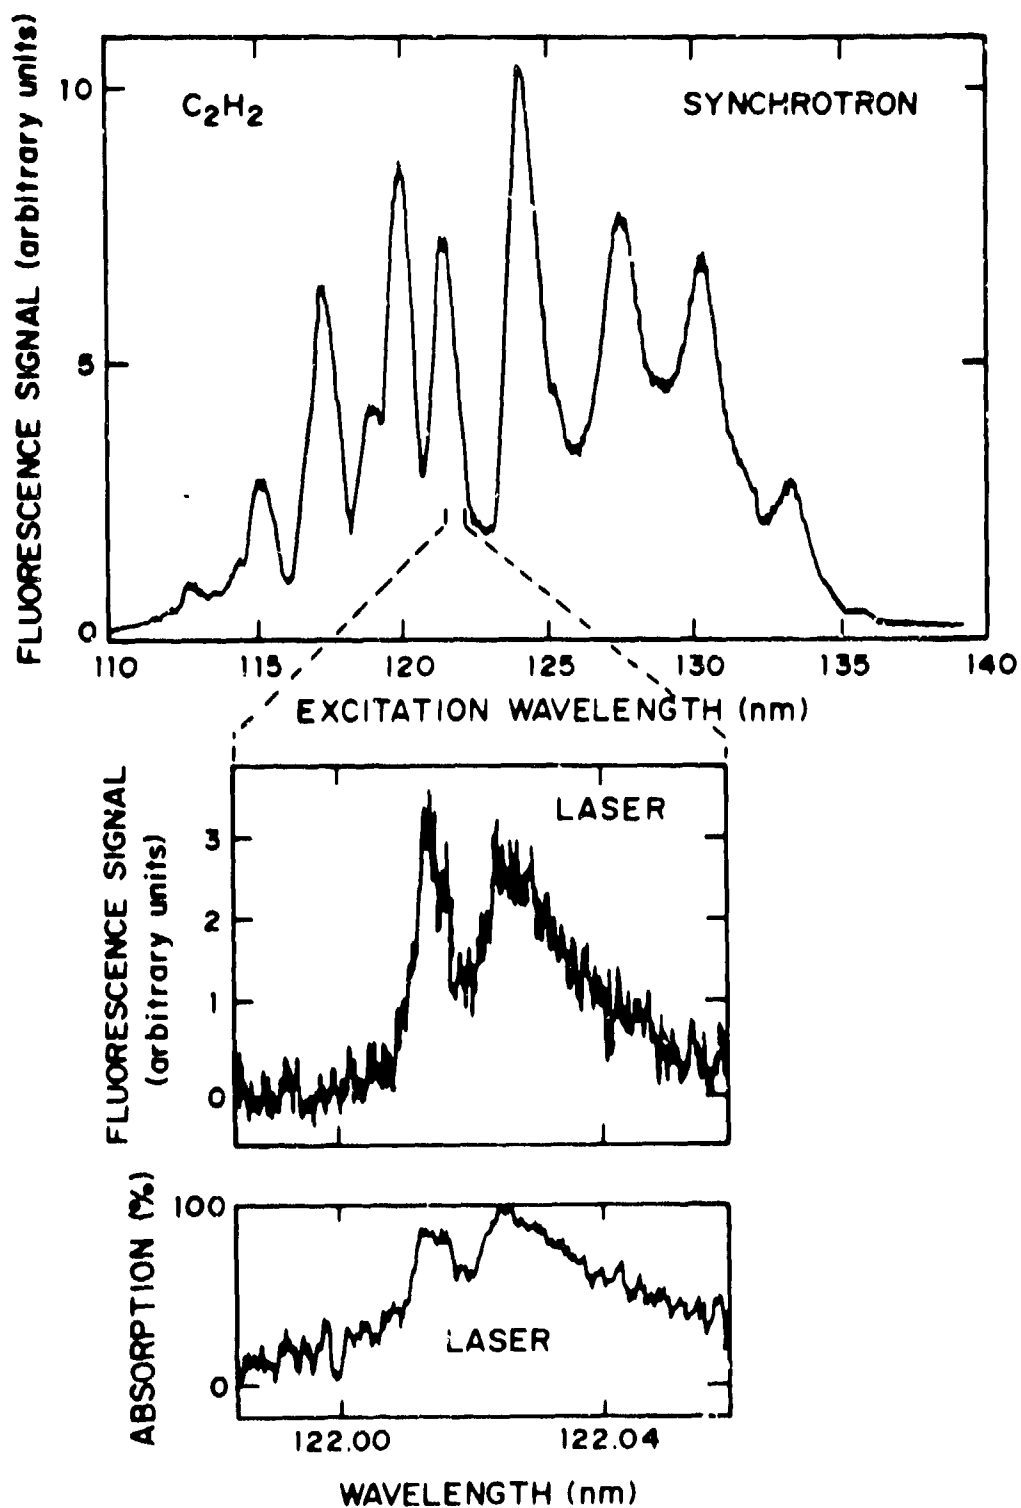 FLUORESCENCE SIGNAL (arbitrary units)
10
5
0
C₂H₂
SYNCHROTRON
110 115 120 125 130 135 140
EXCITATION WAVELENGTH (nm)
FLUORESCENCE SIGNAL
(arbitrary units)
3
2
1
0
LASER
ABSORPTION (%)
100
0
LASER
122.00 122.04
WAVELENGTH (nm)